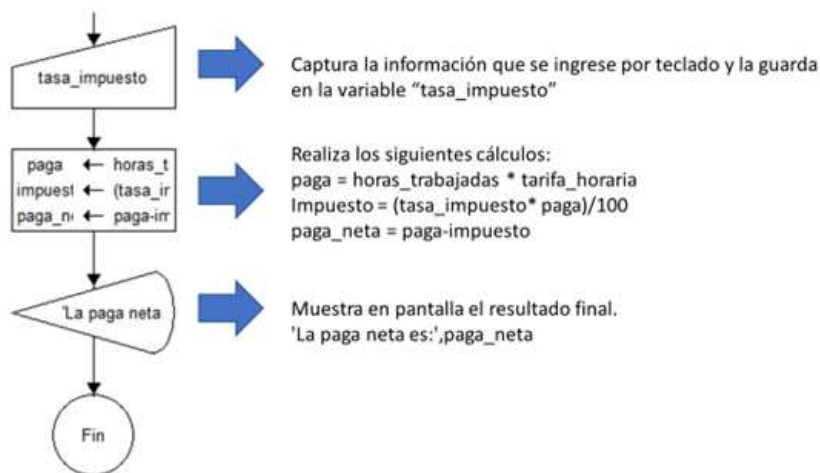 tasa_impuesto
Captura la información que se ingrese por teclado y la guarda
en la variable “tasa_impuesto”
paga ← horas_t
impuest ← (tasa_ir
paga_n ← paga-im
Realiza los siguientes cálculos:
paga = horas_trabajadas * tarifa_horaria
Impuesto = (tasa_impuesto* paga)/100
paga_neta = paga-impuesto
'La paga neta
Muestra en pantalla el resultado final.
'La paga neta es:',paga_neta
Fin